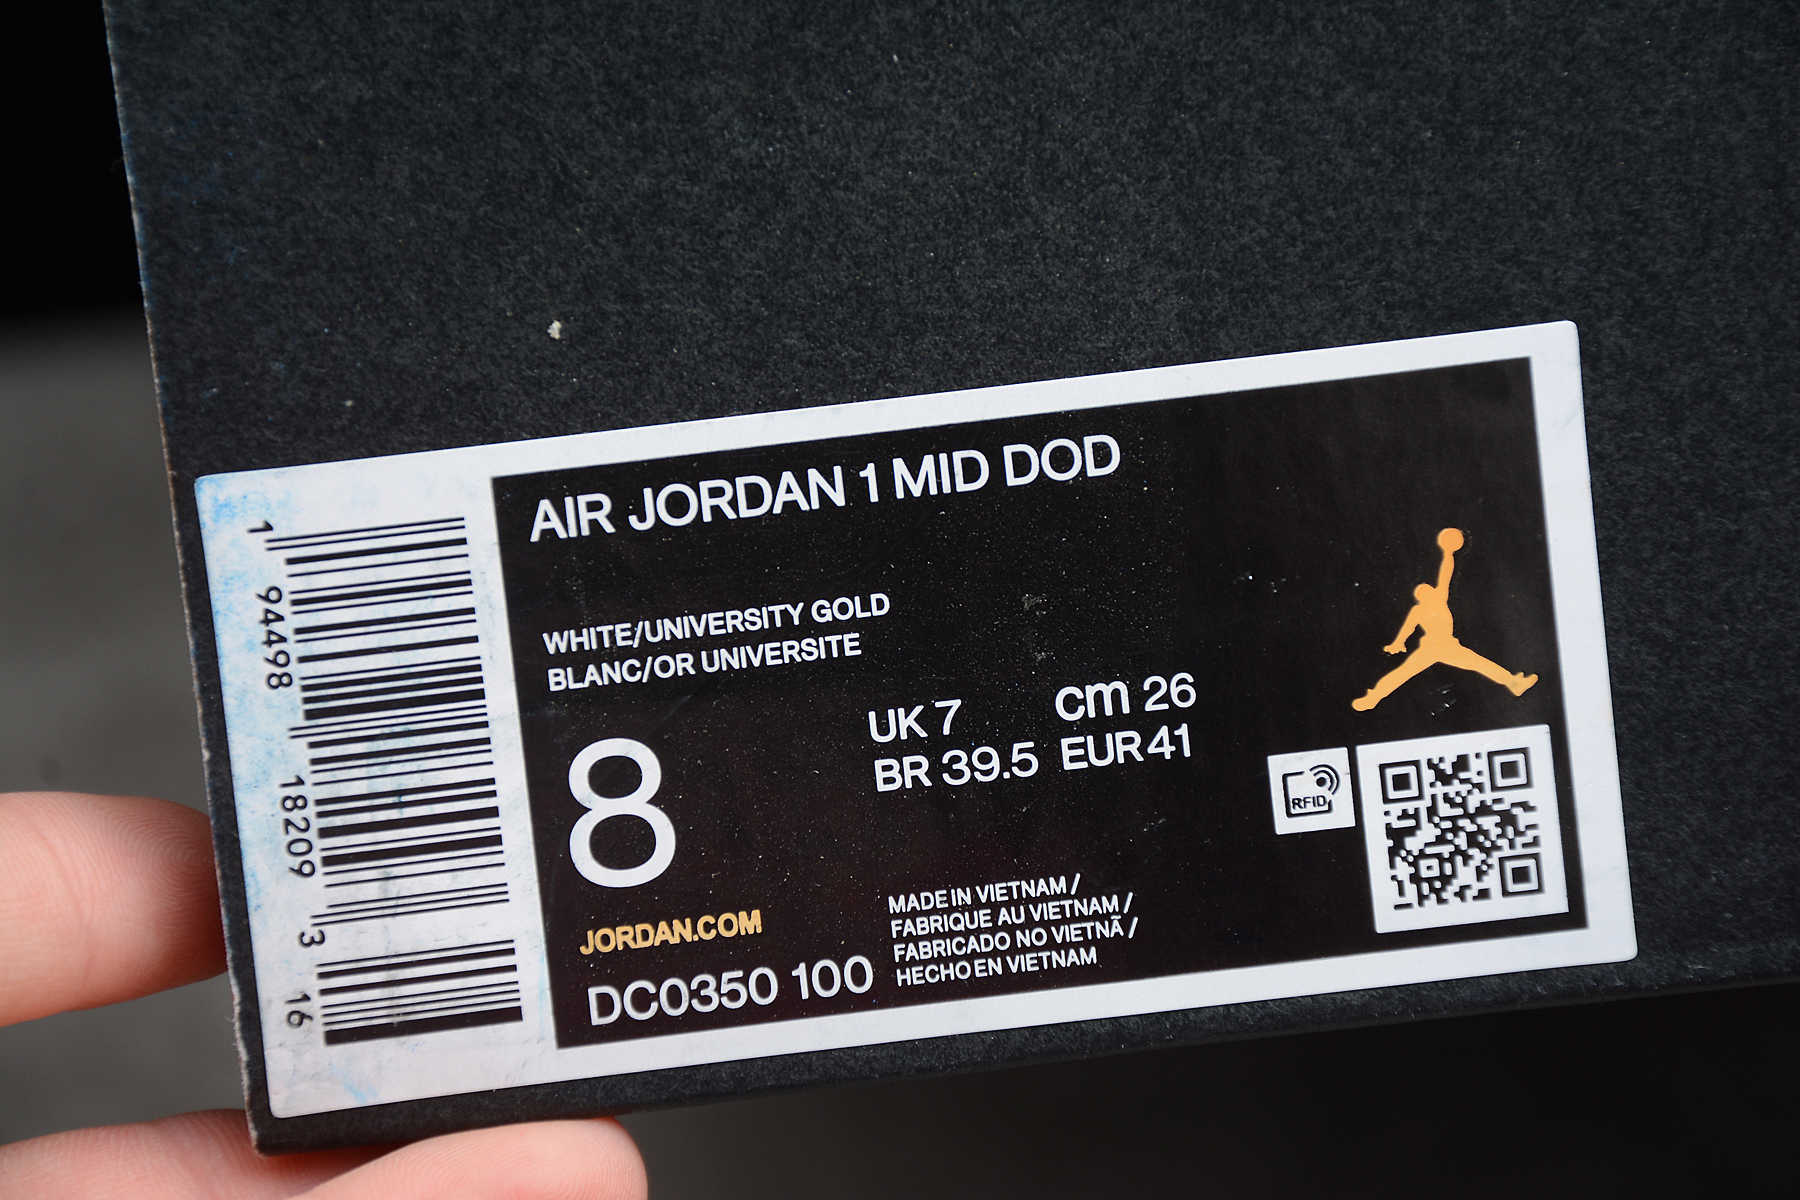 AIR JORDAN 1 MID DOD
WHITE/UNIVERSITY GOLD
BLANC/OR UNIVERSITE
8
UK 7 cm 26
BR 39.5 EUR 41
RFID
JORDAN.COM
DC0350 100
MADE IN VIETNAM /
FABRIQUE AU VIETNAM /
FABRICADO NO VIETNÃ /
HECHO EN VIETNAM
1 94498 18209 3 16